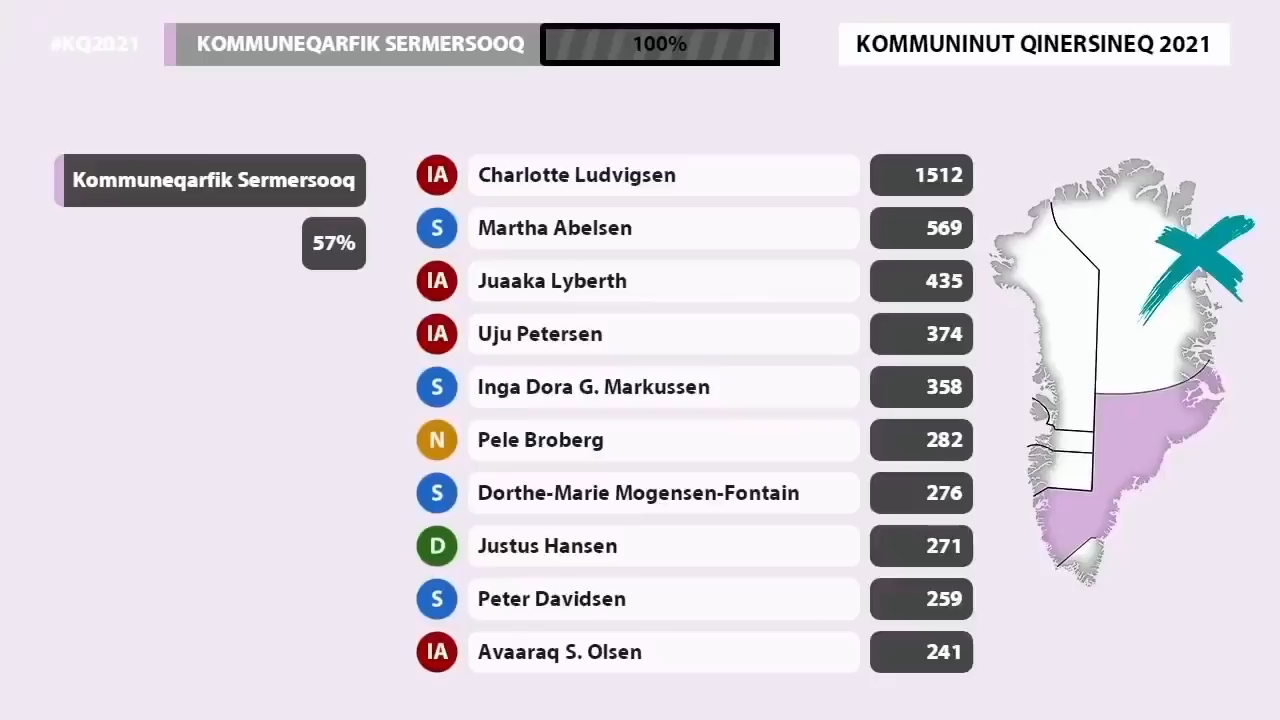 #KQ2021
KOMMUNEQARFIK SERMERSOOQ
100%
KOMMUNINUT QINERSINEQ 2021
Kommuneqarfik Sermersooq
57%
IA Charlotte Ludvigsen 1512
S Martha Abelsen 569
IA Juaaka Lyberth 435
IA Uju Petersen 374
S Inga Dora G. Markussen 358
N Pele Broberg 282
S Dorthe-Marie Mogensen-Fontain 276
D Justus Hansen 271
S Peter Davidsen 259
IA Avaaraq S. Olsen 241